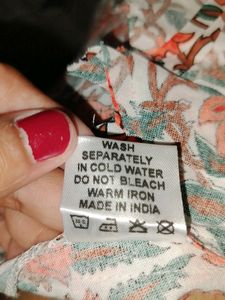 WASH
SEPARATELY
IN COLD WATER
DO NOT BLEACH
WARM IRON
MADE IN INDIA